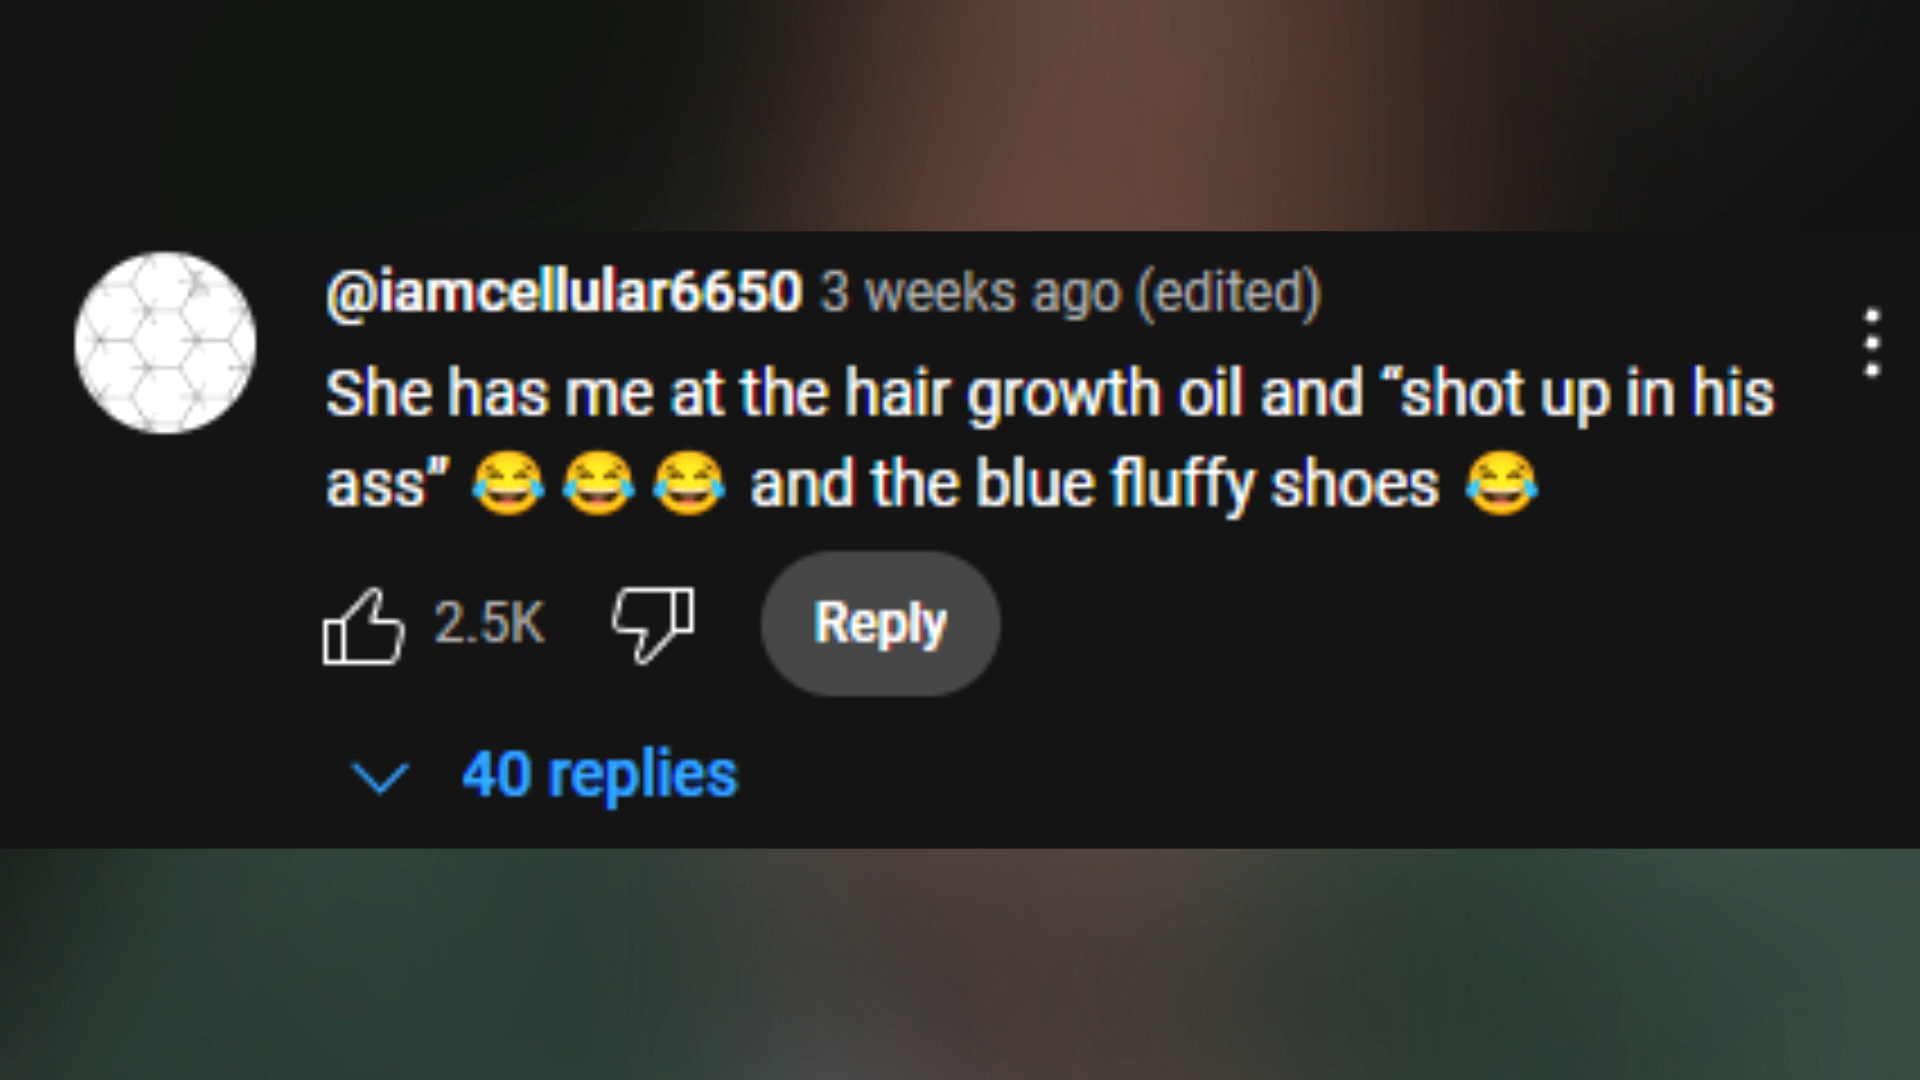 @iamcellular6650 3 weeks ago (edited)
She has me at the hair growth oil and “shot up in his
ass” 😂😂😂 and the blue fluffy shoes 😂
2.5K Reply
40 replies